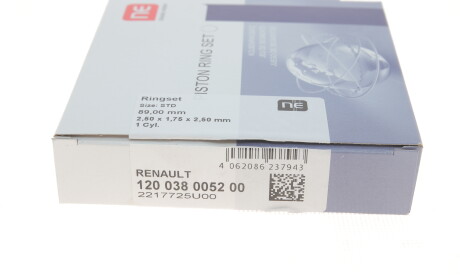 NE
ISTON RING SET
NE
Ringset
Size: STD
89,00 mm
2,50 x 1,75 x 2,50 mm
1 Cyl.
4 062086 237943
RENAULT
120 038 0052 00
2217725U00